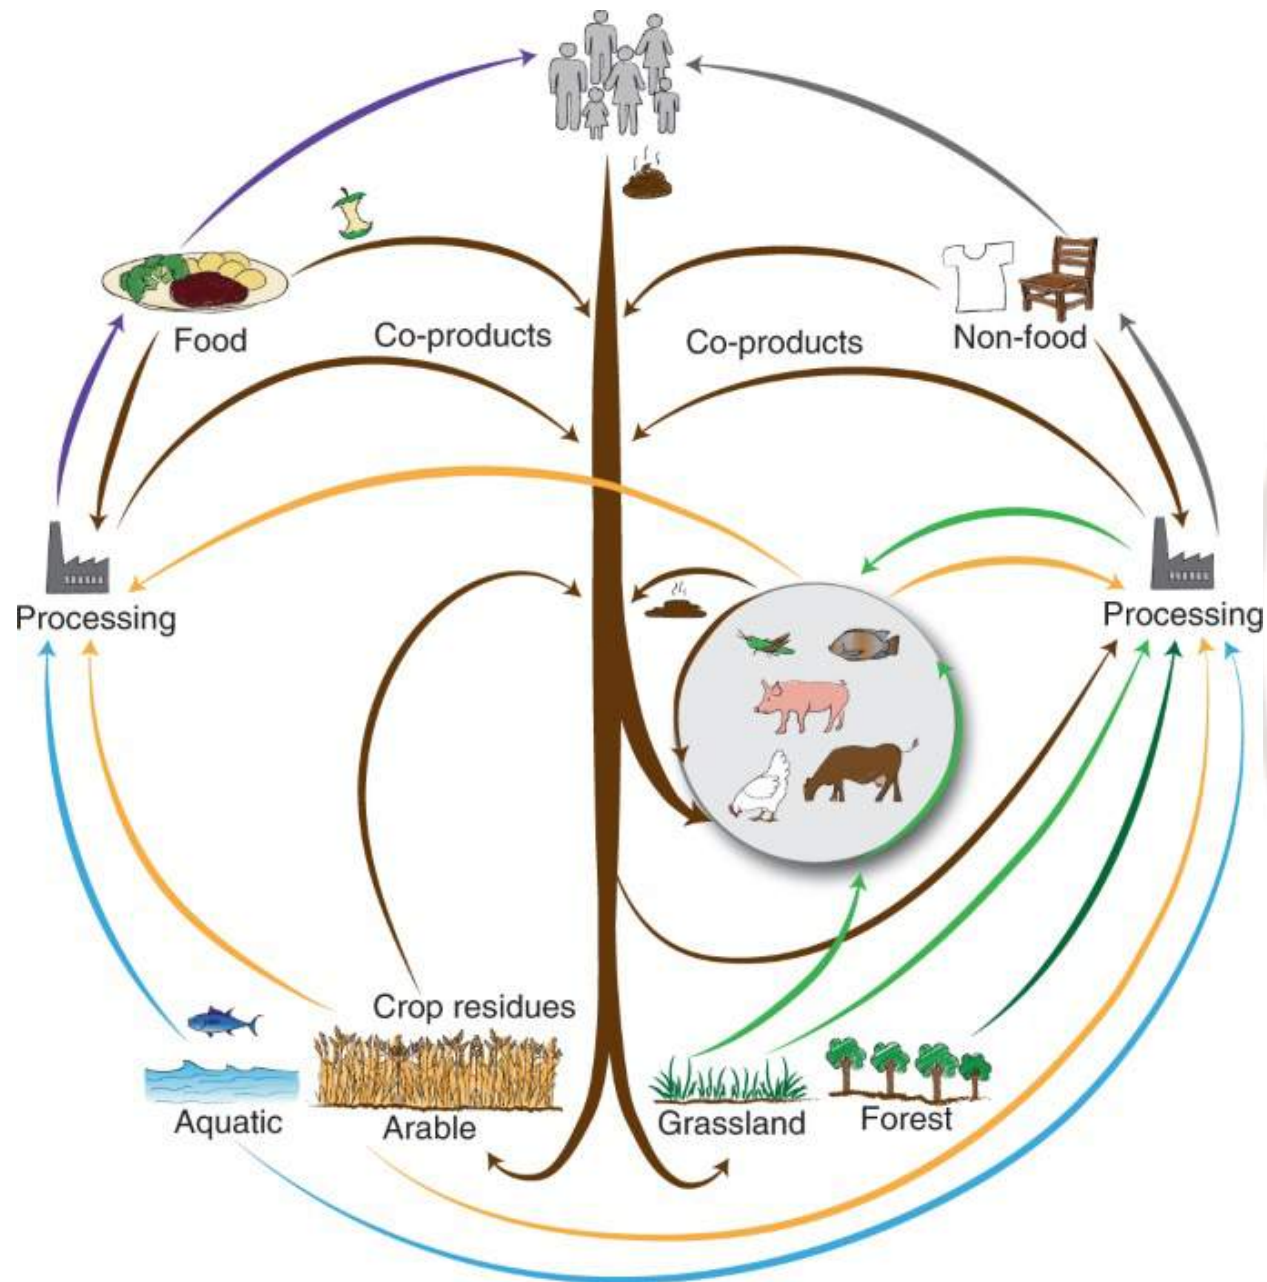 Food
Co-products
Co-products
Non-food
Processing
Processing
Crop residues
Aquatic
Arable
Grassland
Forest